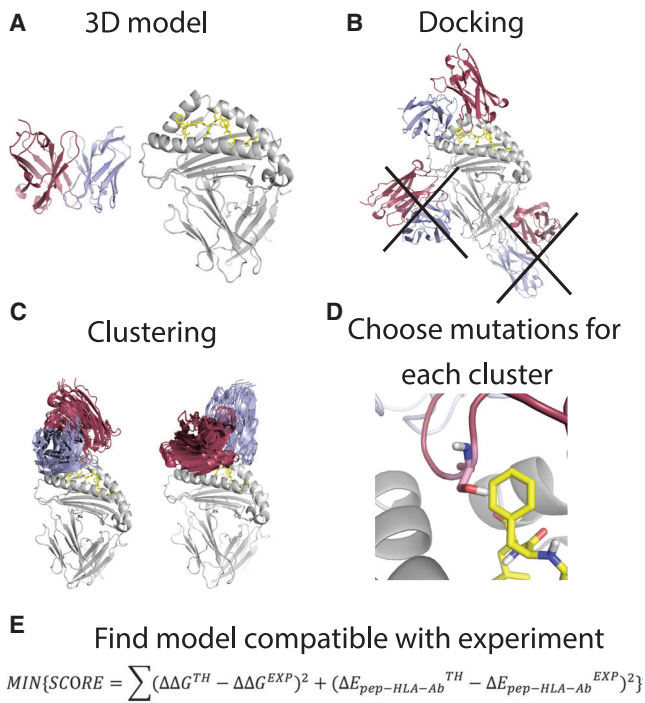 A 3D model
B Docking
C Clustering
D Choose mutations for
each cluster
E Find model compatible with experiment
MIN{SCORE = ∑(ΔΔG^TH − ΔΔG^EXP)² + (ΔE_pep-HLA-Ab^TH − ΔE_pep-HLA-Ab^EXP)²}